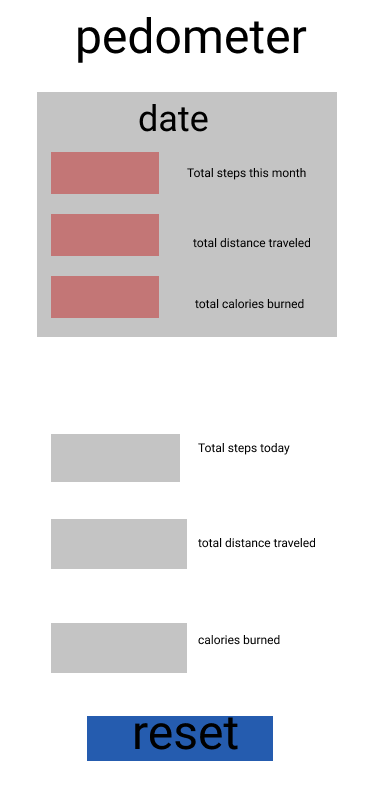 pedometer
date
Total steps this month
total distance traveled
total calories burned
Total steps today
total distance traveled
calories burned
reset